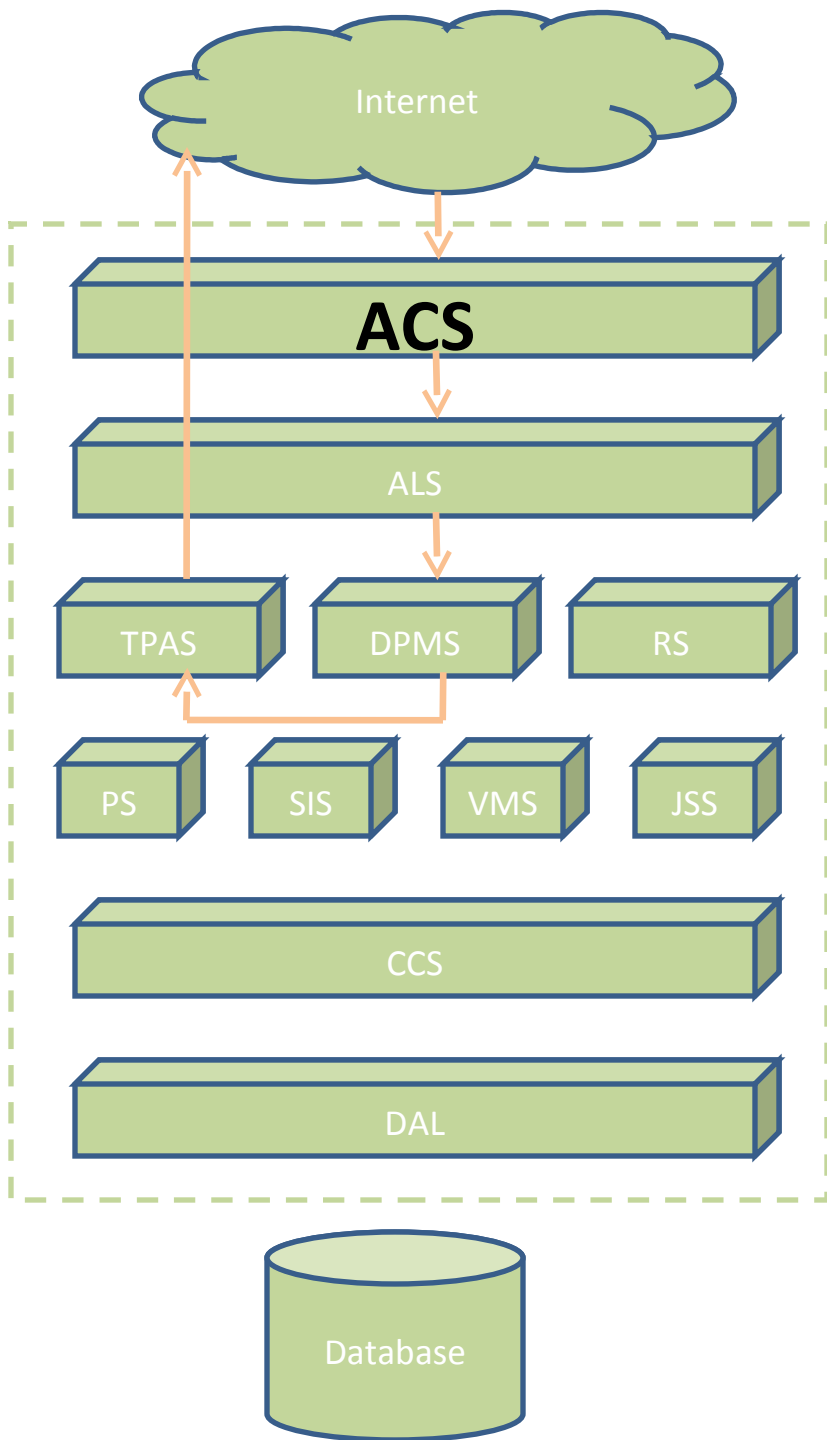 Internet
ACS
ALS
TPAS DPMS RS
PS SIS VMS JSS
CCS
DAL
Database